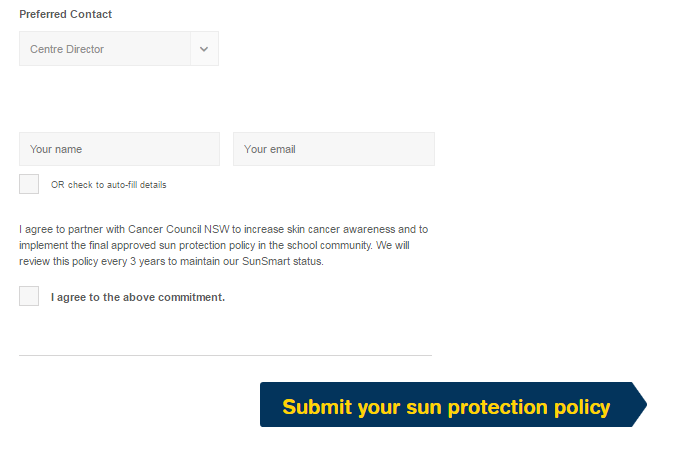 Preferred Contact
Centre Director
Your name
Your email
OR check to auto-fill details
I agree to partner with Cancer Council NSW to increase skin cancer awareness and to
implement the final approved sun protection policy in the school community. We will
review this policy every 3 years to maintain our SunSmart status.
I agree to the above commitment.
Submit your sun protection policy